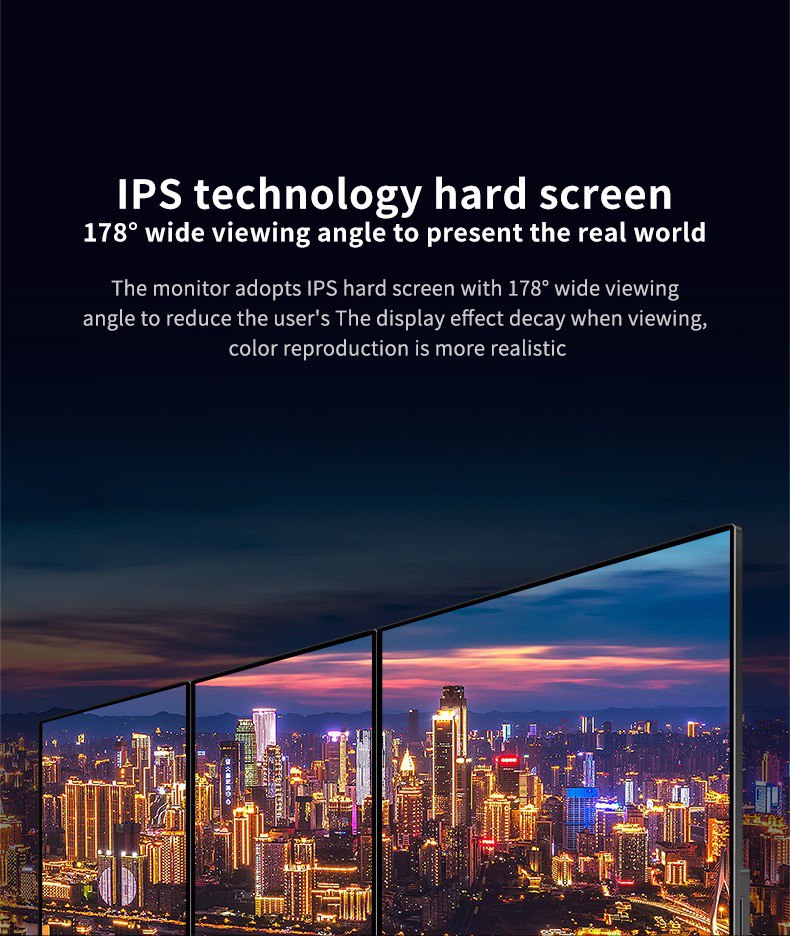 IPS technology hard screen
178° wide viewing angle to present the real world
The monitor adopts IPS hard screen with 178° wide viewing
angle to reduce the user's The display effect decay when viewing,
color reproduction is more realistic